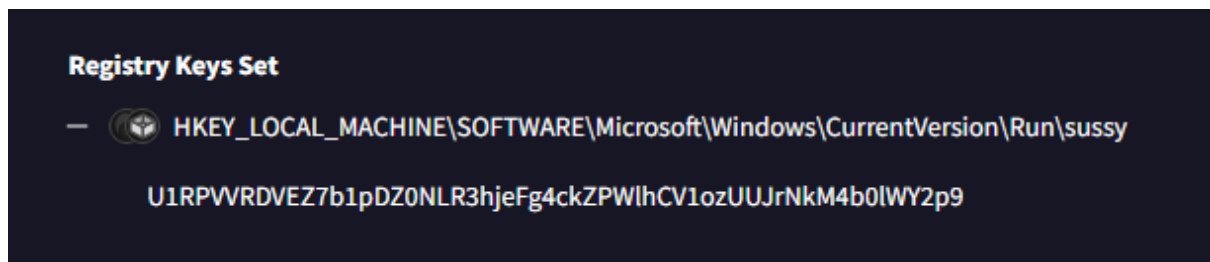 Registry Keys Set
HKEY_LOCAL_MACHINE\SOFTWARE\Microsoft\Windows\CurrentVersion\Run\sussy
U1RPVVRDVEZ7b1pDZ0NLR3hjeFg4ckZPWlhCV1ozUUJrNkM4b0lWY2p9